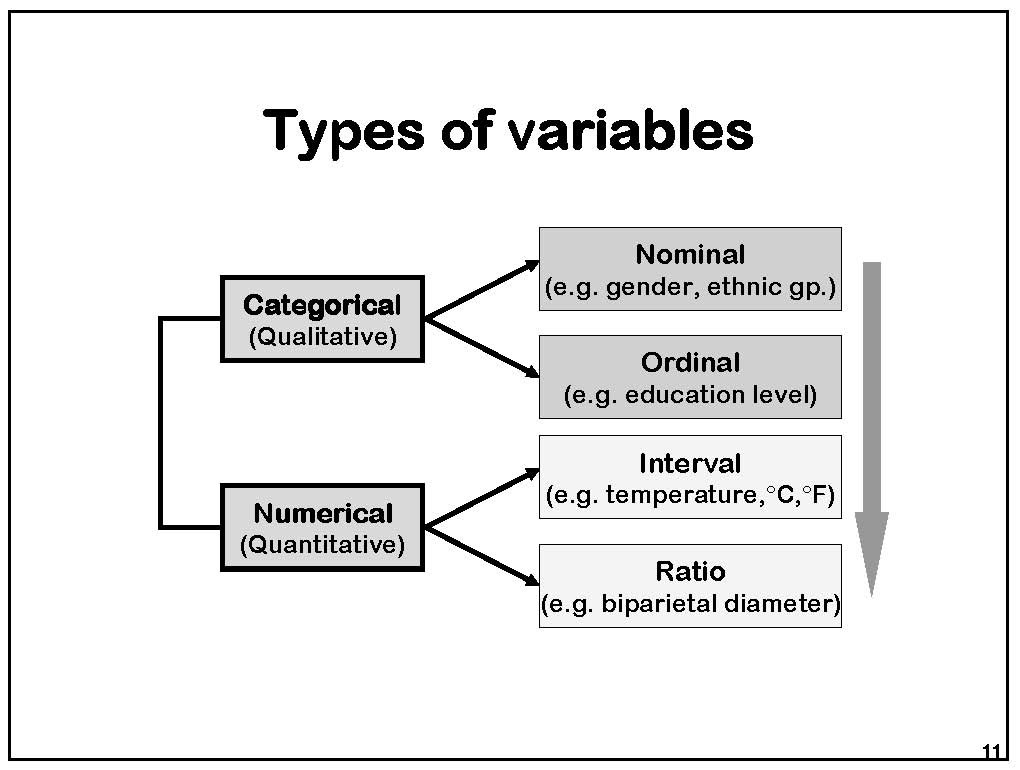 Types of variables
Categorical
(Qualitative)
Nominal
(e.g. gender, ethnic gp.)
Ordinal
(e.g. education level)
Numerical
(Quantitative)
Interval
(e.g. temperature,°C,°F)
Ratio
(e.g. biparietal diameter)
11